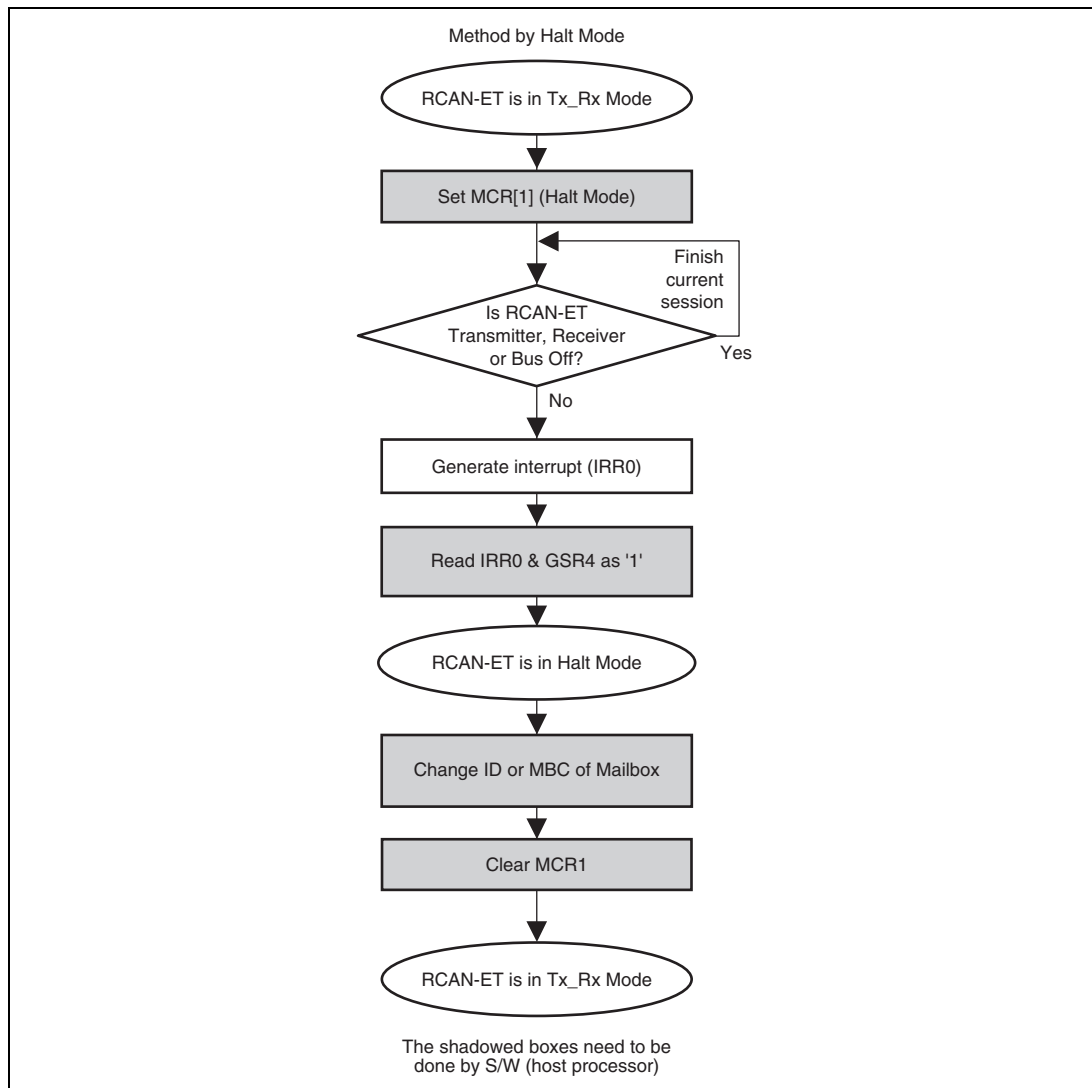 Method by Halt Mode
RCAN-ET is in Tx_Rx Mode
Set MCR[1] (Halt Mode)
Finish
current
session
Is RCAN-ET
Transmitter, Receiver
or Bus Off?
Yes
No
Generate interrupt (IRR0)
Read IRR0 & GSR4 as '1'
RCAN-ET is in Halt Mode
Change ID or MBC of Mailbox
Clear MCR1
RCAN-ET is in Tx_Rx Mode
The shadowed boxes need to be
done by S/W (host processor)